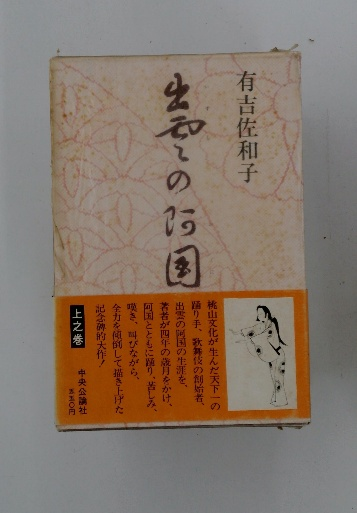 有吉佐和子
出雲の阿国
桃山文化が生んだ天下一の
踊り手、歌舞伎の創始者、
出雲の阿国の生涯を、
著者が四年の歳月をかけ、
阿国とともに踊り、苦しみ、
嘆き、叫びながら、
全力を傾倒して描き上げた
記念碑的大作!
上之巻
中央公論社
五五〇円